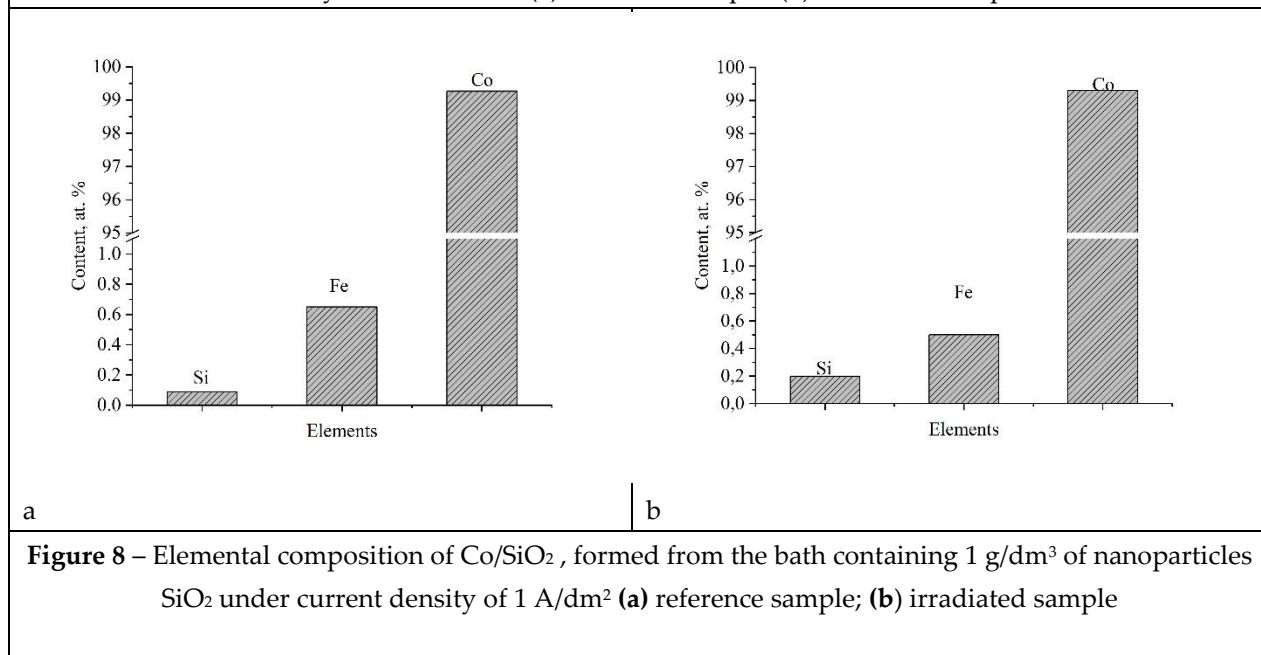 100
99
98
97
96
95
1.0
0.8
0.6
0.4
0.2
0.0
Content, at. %
Si
Fe
Co
Elements
a
100
99
98
97
96
95
1,0
0,8
0,6
0,4
0,2
0,0
Content, at. %
Si
Fe
Co
Elements
b
Figure 8 – Elemental composition of Co/SiO₂ , formed from the bath containing 1 g/dm³ of nanoparticles
SiO₂ under current density of 1 A/dm² (a) reference sample; (b) irradiated sample